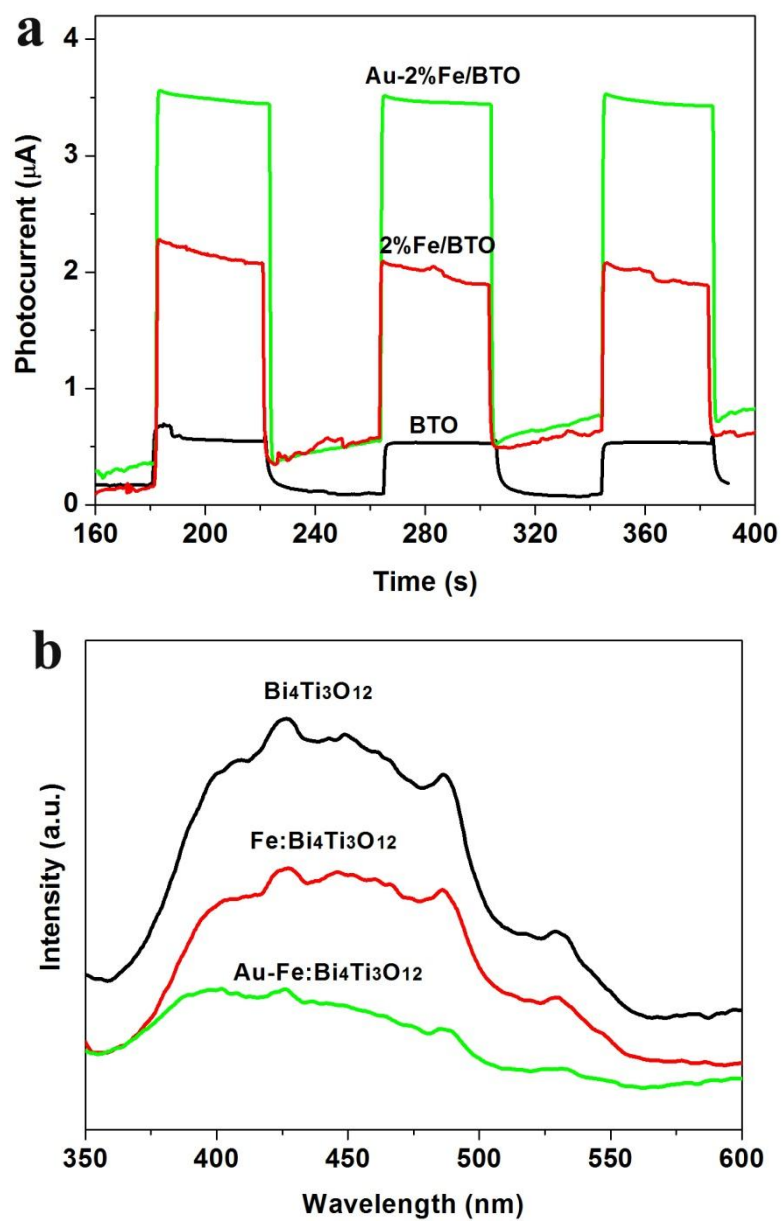 a
4
Au-2%Fe/BTO
3
2%Fe/BTO
2
1
BTO
0
Photocurrent (μA)
160 200 240 280 320 360 400
Time (s)
b
Bi4Ti3O12
Fe:Bi4Ti3O12
Au-Fe:Bi4Ti3O12
Intensity (a.u.)
350 400 450 500 550 600
Wavelength (nm)